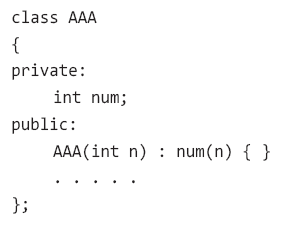 class AAA
{
private:
    int num;
public:
    AAA(int n) : num(n) { }
    . . . . .
};